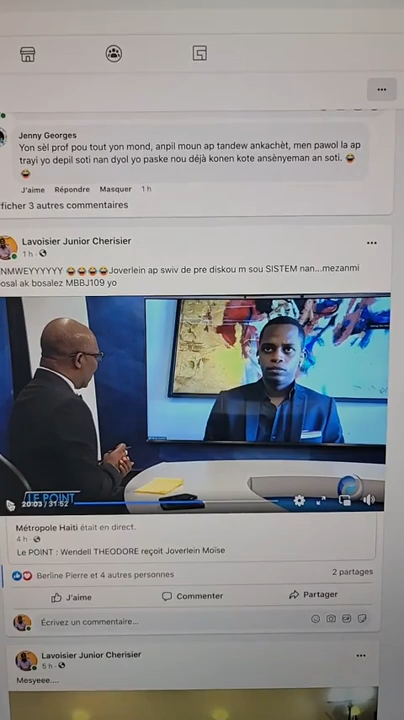 Jenny Georges
Yon sèl prof pou tout yon mond, anpil moun ap tandew ankachèt, men pawol la ap
trayi yo depil soti nan dyol yo paske nou déjà konen kote ansènyeman an soti.
J'aime Répondre Masquer 1 h
ficher 3 autres commentaires
Lavoisier Junior Cherisier
1 h
NMWEYYYYYY Joverlein ap swiv de pre diskou m sou SISTEM nan...mezanmi
osal ak bosalez MBBJ109 yo
LE POINT
20:03 / 31:52
Métropole Haiti était en direct.
4 h
Le POINT : Wendell THEODORE reçoit Joverlein Moïse
Berline Pierre et 4 autres personnes
2 partages
J'aime
Commenter
Partager
Écrivez un commentaire...
Lavoisier Junior Cherisier
5 h
Mesyeee....